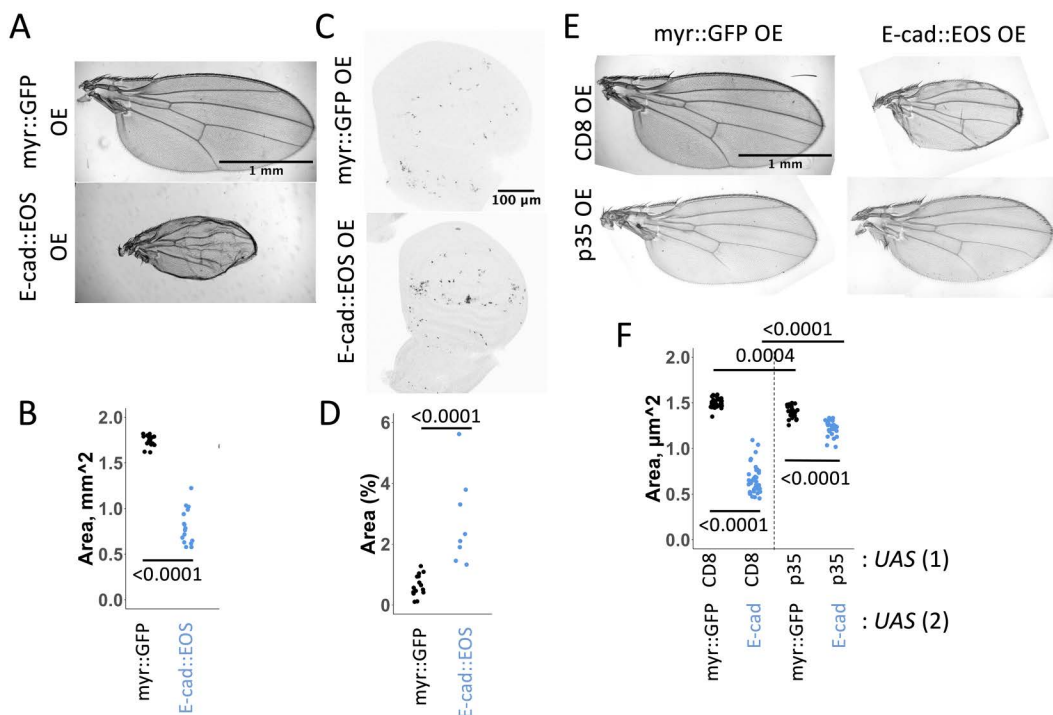 A
myr::GFP
OE
1 mm
E-cad::EOS
OE
B
Area, mm^2
2.0
1.5
1.0
0.5
0.0
<0.0001
myr::GFP
E-cad::EOS
C
myr::GFP OE
100 µm
E-cad::EOS OE
D
Area (%)
6
4
2
0
<0.0001
myr::GFP
E-cad::EOS
E
myr::GFP OE
E-cad::EOS OE
CD8 OE
1 mm
p35 OE
F
Area, µm^2
2.0
1.5
1.0
0.5
0.0
<0.0001
0.0004
<0.0001
<0.0001
CD8
CD8
p35
p35
: UAS (1)
myr::GFP
E-cad
myr::GFP
E-cad
: UAS (2)